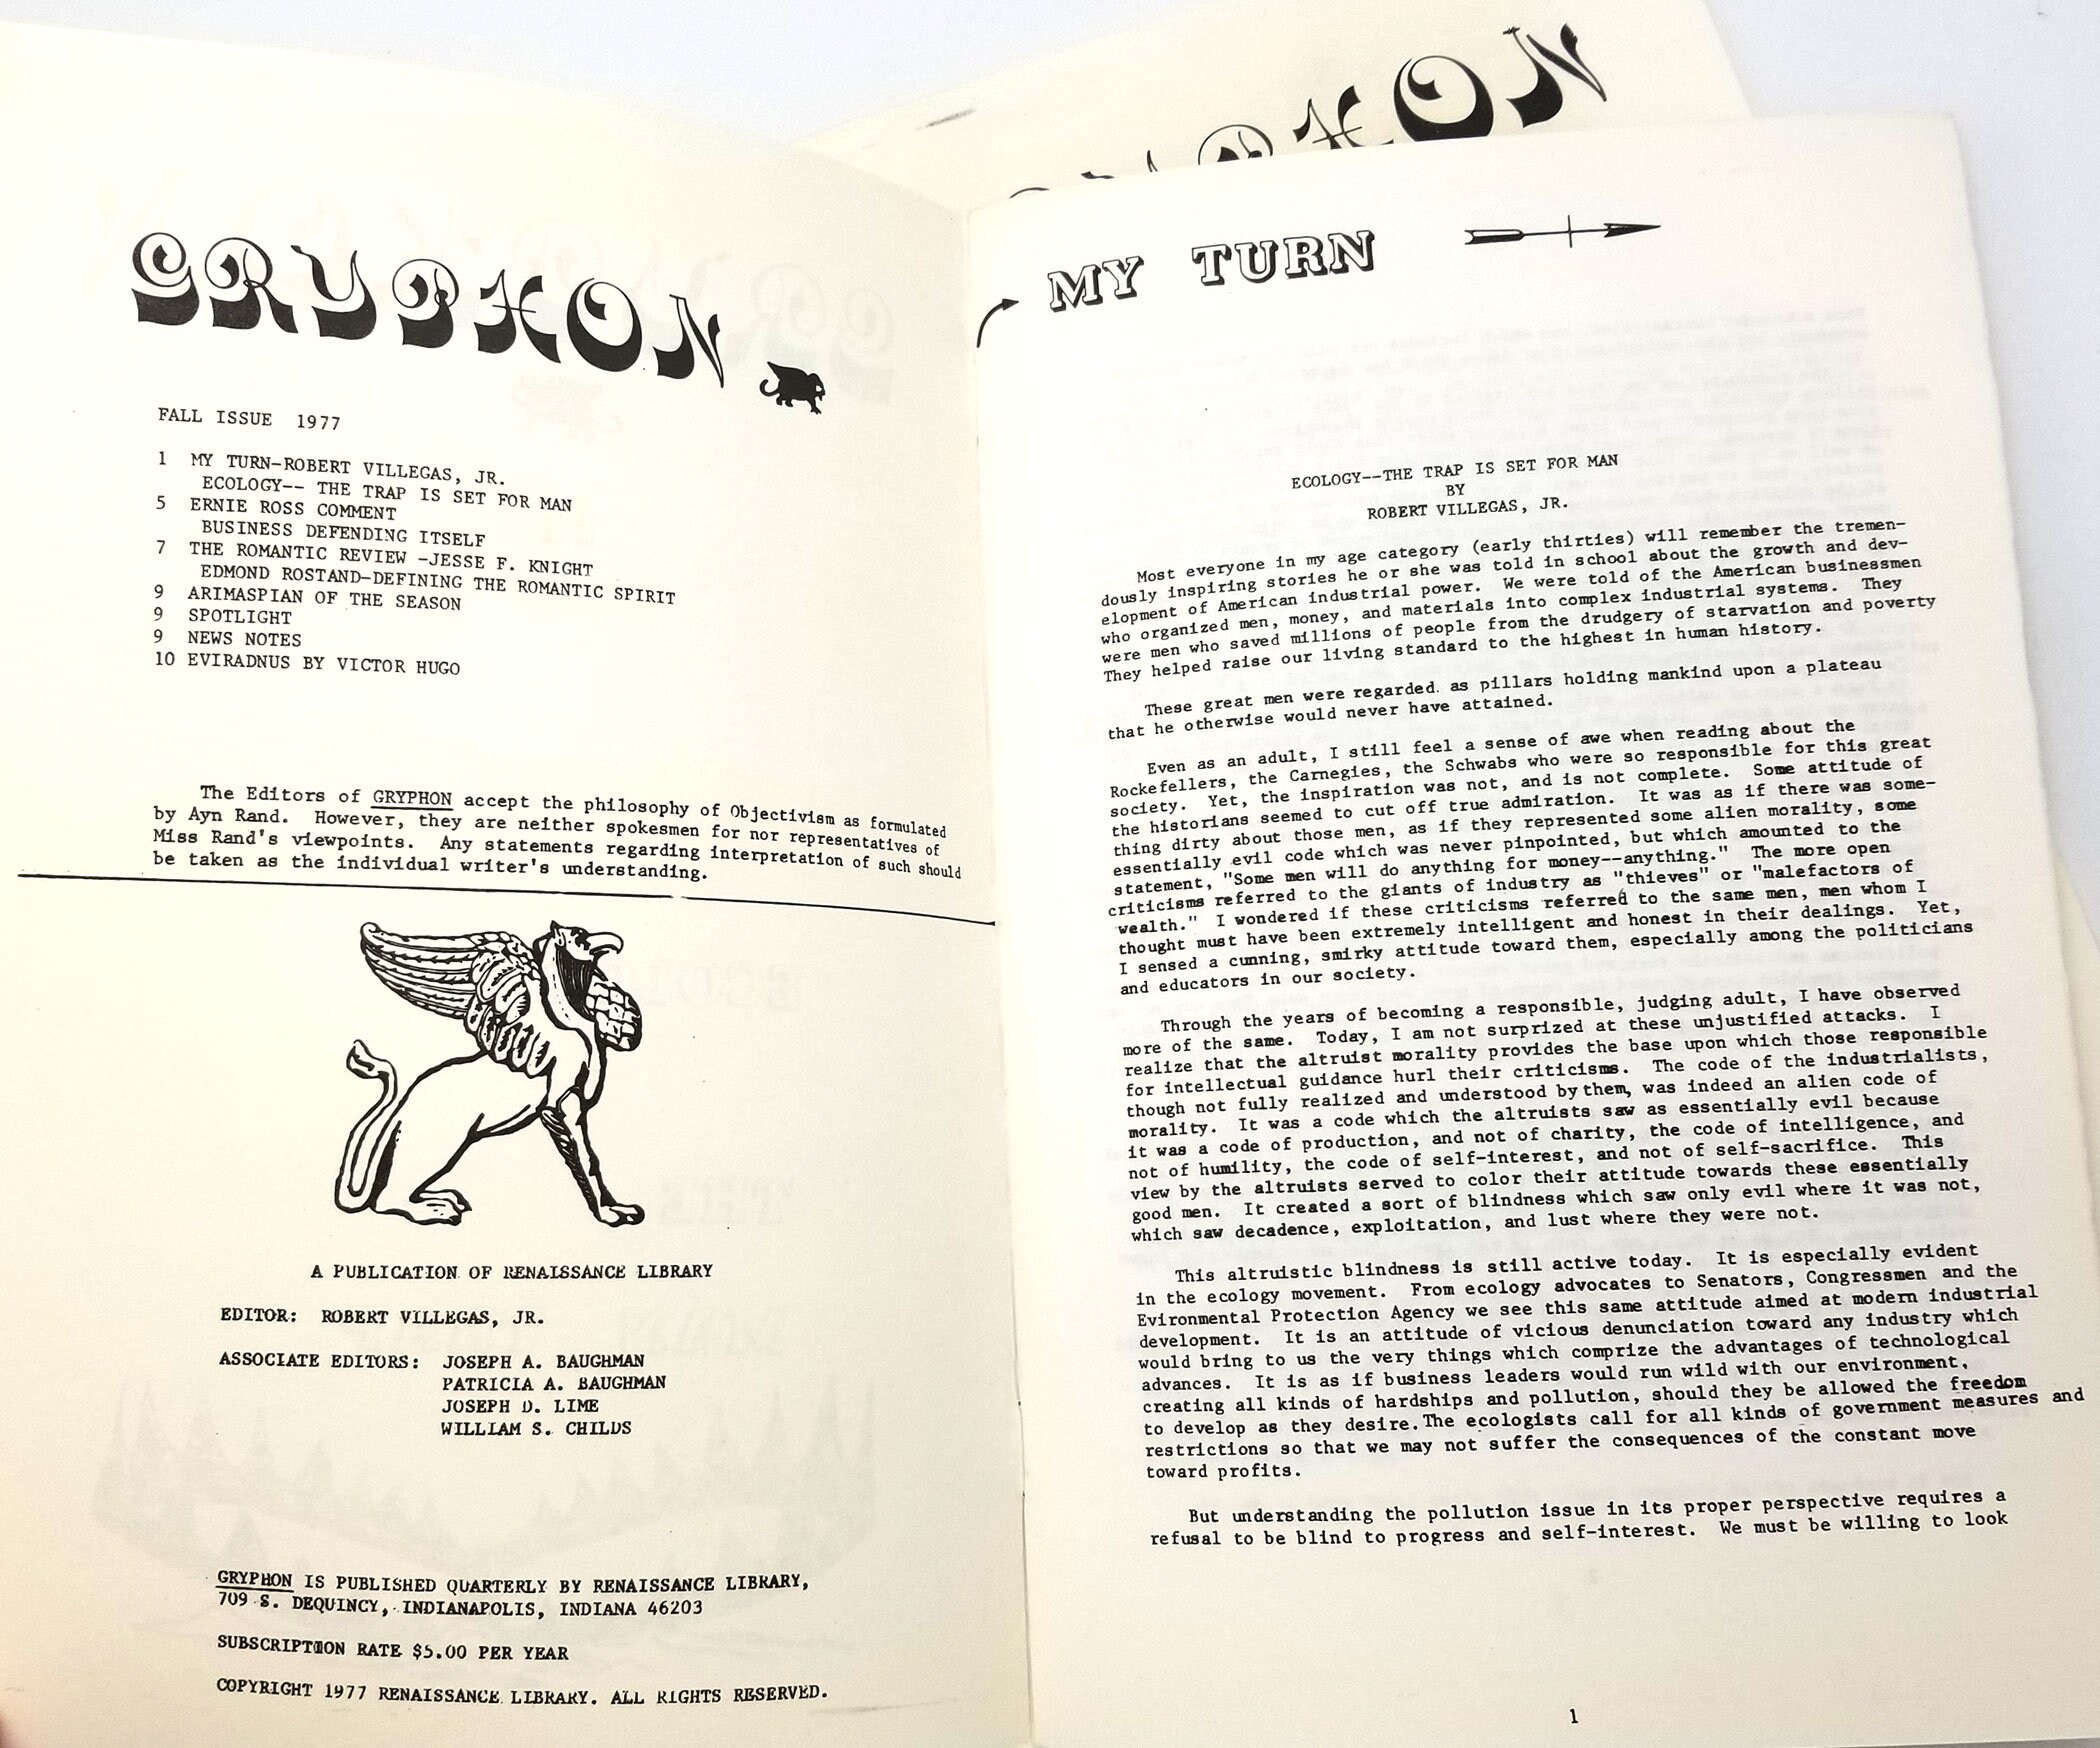 GRYPHON
FALL ISSUE 1977
1 MY TURN-ROBERT VILLEGAS, JR.
ECOLOGY-- THE TRAP IS SET FOR MAN
5 ERNIE ROSS COMMENT
BUSINESS DEFENDING ITSELF
7 THE ROMANTIC REVIEW -JESSE F. KNIGHT
EDMOND ROSTAND-DEFINING THE ROMANTIC SPIRIT
9 ARIMASPIAN OF THE SEASON
9 SPOTLIGHT
9 NEWS NOTES
10 EVIRADNUS BY VICTOR HUGO
The Editors of GRYPHON accept the philosophy of Objectivism as formulated
by Ayn Rand. However, they are neither spokesmen for nor representatives of
Miss Rand's viewpoints. Any statements regarding interpretation of such should
be taken as the individual writer's understanding.
A PUBLICATION OF RENAISSANCE LIBRARY
EDITOR: ROBERT VILLEGAS, JR.
ASSOCIATE EDITORS: JOSEPH A. BAUGHMAN
PATRICIA A. BAUGHMAN
JOSEPH D. LIME
WILLIAM S. CHILDS
GRYPHON IS PUBLISHED QUARTERLY BY RENAISSANCE LIBRARY,
709 S. DEQUINCY, INDIANAPOLIS, INDIANA 46203
SUBSCRIPTION RATE $5.00 PER YEAR
COPYRIGHT 1977 RENAISSANCE LIBRARY. ALL RIGHTS RESERVED.
MY TURN
ECOLOGY--THE TRAP IS SET FOR MAN
BY
ROBERT VILLEGAS, JR.
Most everyone in my age category (early thirties) will remember the tremen-
dously inspiring stories he or she was told in school about the growth and dev-
elopment of American industrial power. We were told of the American businessmen
who organized men, money, and materials into complex industrial systems. They
were men who saved millions of people from the drudgery of starvation and poverty
They helped raise our living standard to the highest in human history.
These great men were regarded as pillars holding mankind upon a plateau
that he otherwise would never have attained.
Even as an adult, I still feel a sense of awe when reading about the
Rockefellers, the Carnegies, the Schwabs who were so responsible for this great
society. Yet, the inspiration was not, and is not complete. Some attitude of
the historians seemed to cut off true admiration. It was as if there was some-
thing dirty about those men, as if they represented some alien morality, some
essentially evil code which was never pinpointed, but which amounted to the
statement, "Some men will do anything for money--anything." The more open
criticisms referred to the giants of industry as "thieves" or "malefactors of
wealth." I wondered if these criticisms referred to the same men, men whom I
thought must have been extremely intelligent and honest in their dealings. Yet,
I sensed a cunning, smirky attitude toward them, especially among the politicians
and educators in our society.
Through the years of becoming a responsible, judging adult, I have observed
more of the same. Today, I am not surprized at these unjustified attacks. I
realize that the altruist morality provides the base upon which those responsible
for intellectual guidance hurl their criticisms. The code of the industrialists,
though not fully realized and understood by them, was indeed an alien code of
morality. It was a code which the altruists saw as essentially evil because
it was a code of production, and not of charity, the code of intelligence, and
not of humility, the code of self-interest, and not of self-sacrifice. This
view by the altruists served to color their attitude towards these essentially
good men. It created a sort of blindness which saw only evil where it was not,
which saw decadence, exploitation, and lust where they were not.
This altruistic blindness is still active today. It is especially evident
in the ecology movement. From ecology advocates to Senators, Congressmen and the
Evironmental Protection Agency we see this same attitude aimed at modern industrial
development. It is an attitude of vicious denunciation toward any industry which
would bring to us the very things which comprize the advantages of technological
advances. It is as if business leaders would run wild with our environment,
creating all kinds of hardships and pollution, should they be allowed the freedom
to develop as they desire.The ecologists call for all kinds of government measures and
restrictions so that we may not suffer the consequences of the constant move
toward profits.
But understanding the pollution issue in its proper perspective requires a
refusal to be blind to progress and self-interest. We must be willing to look
1